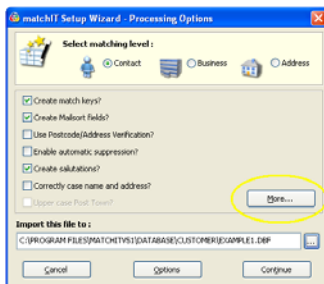 matchIT Setup Wizard - Processing Options
Select matching level :
Contact
Business
Address
Create match keys?
Create Mailsort fields?
Use Postcode/Address Verification?
Enable automatic suppression?
Create salutations?
Correctly case name and address?
Upper case Post Town?
More...
Import this file to :
C:\PROGRAM FILES\MATCHITV51\DATABASE\CUSTOMER\EXAMPLE1.DBF
...
Cancel
Options
Continue